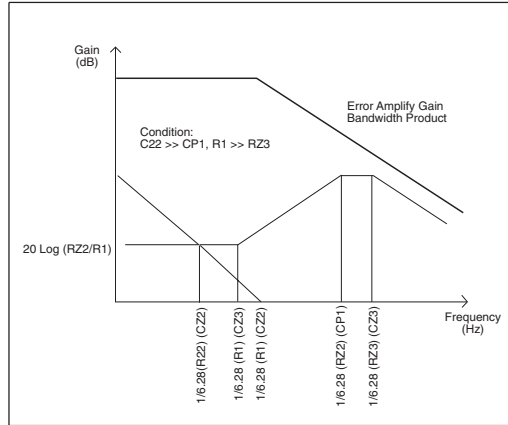 Gain
(dB)
Error Amplify Gain
Bandwidth Product
Condition:
C22 >> CP1, R1 >> RZ3
20 Log (RZ2/R1)
Frequency
(Hz)
1/6.28(R22) (CZ2)
1/6.28 (R1) (CZ3)
1/6.28 (R1) (CZ2)
1/6.28 (RZ2) (CP1)
1/6.28 (RZ3) (CZ3)